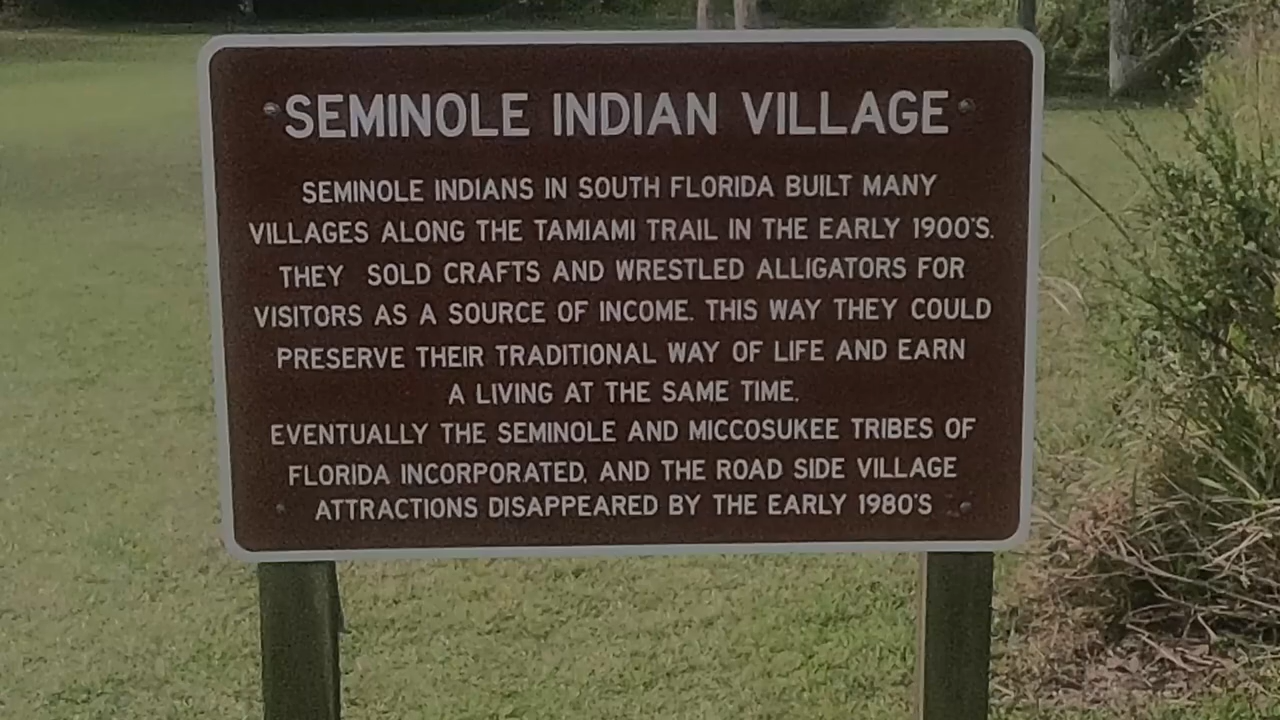 SEMINOLE INDIAN VILLAGE
SEMINOLE INDIANS IN SOUTH FLORIDA BUILT MANY
VILLAGES ALONG THE TAMIAMI TRAIL IN THE EARLY 1900'S.
THEY SOLD CRAFTS AND WRESTLED ALLIGATORS FOR
VISITORS AS A SOURCE OF INCOME. THIS WAY THEY COULD
PRESERVE THEIR TRADITIONAL WAY OF LIFE AND EARN
A LIVING AT THE SAME TIME.
EVENTUALLY THE SEMINOLE AND MICCOSUKEE TRIBES OF
FLORIDA INCORPORATED, AND THE ROAD SIDE VILLAGE
ATTRACTIONS DISAPPEARED BY THE EARLY 1980'S